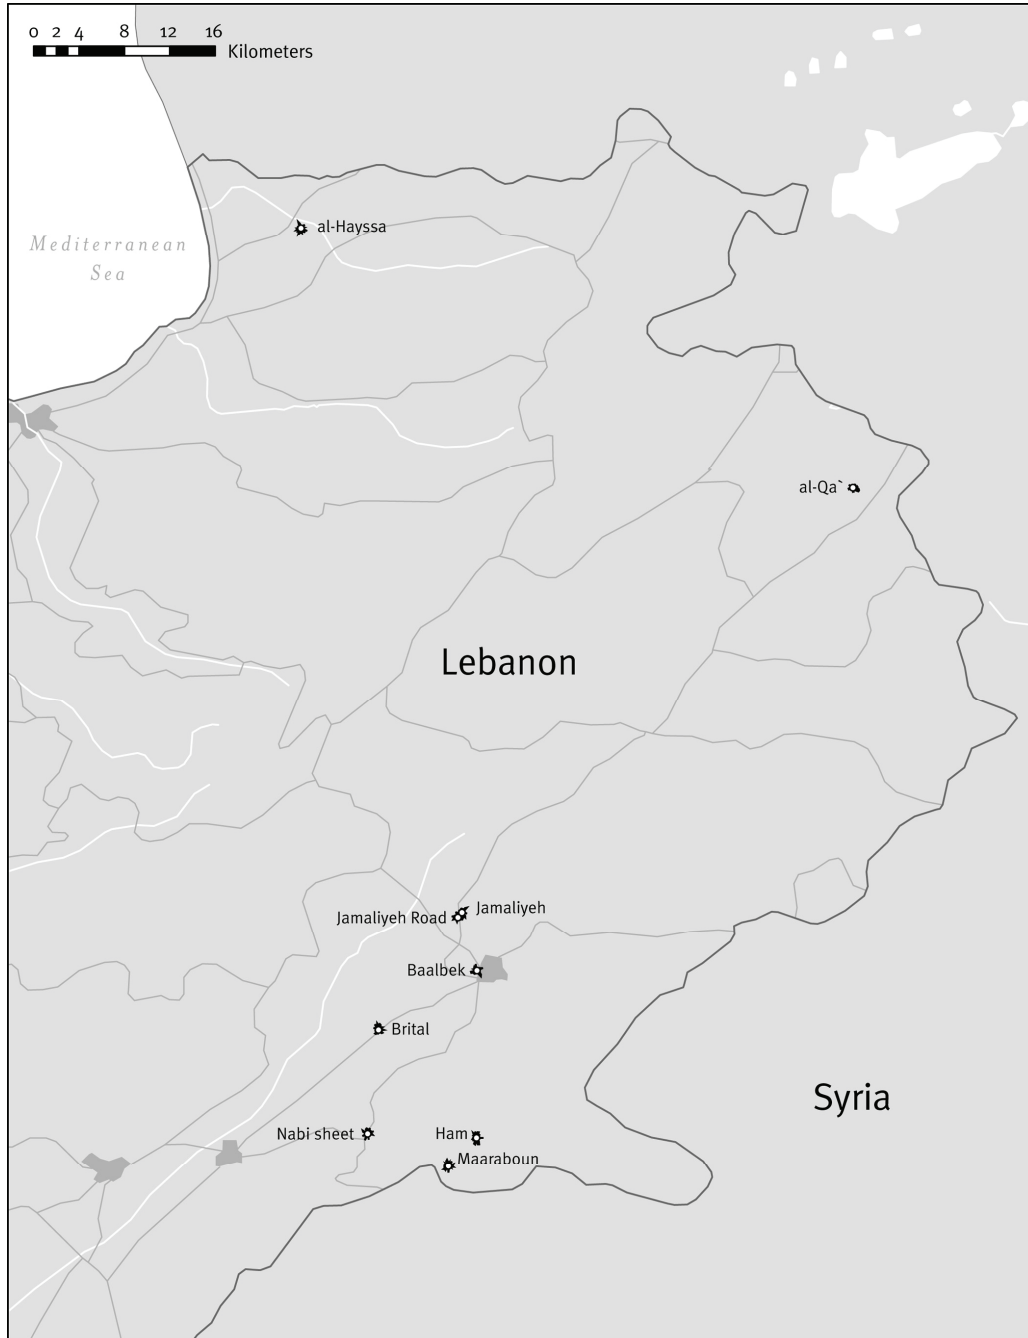 0 2 4 8 12 16
Kilometers
al-Hayssa
Mediterranean
Sea
al-Qa`
Lebanon
Jamaliyeh
Jamaliyeh Road
Baalbek
Brital
Syria
Nabi sheet
Ham
Maaraboun